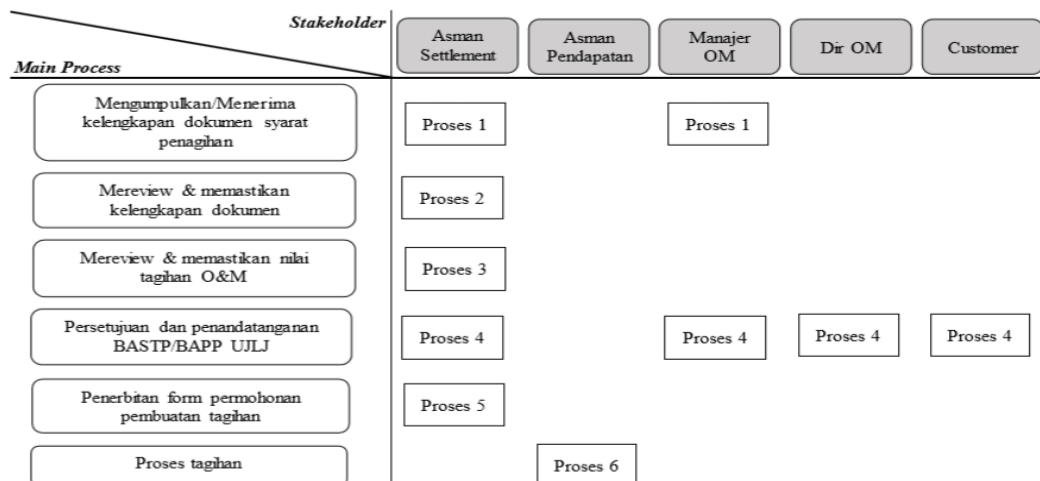 Stakeholder
Asman
Settlement
Asman
Pendapatan
Manajer
OM
Dir OM
Customer
Main Process
Mengumpulkan/Menerima
kelengkapan dokumen syarat
penagihan
Proses 1
Proses 1
Mereview & memastikan
kelengkapan dokumen
Proses 2
Mereview & memastikan nilai
tagihan O&M
Proses 3
Persetujuan dan penandatanganan
BASTP/BAPP UJLJ
Proses 4
Proses 4
Proses 4
Proses 4
Penerbitan form permohonan
pembuatan tagihan
Proses 5
Proses tagihan
Proses 6